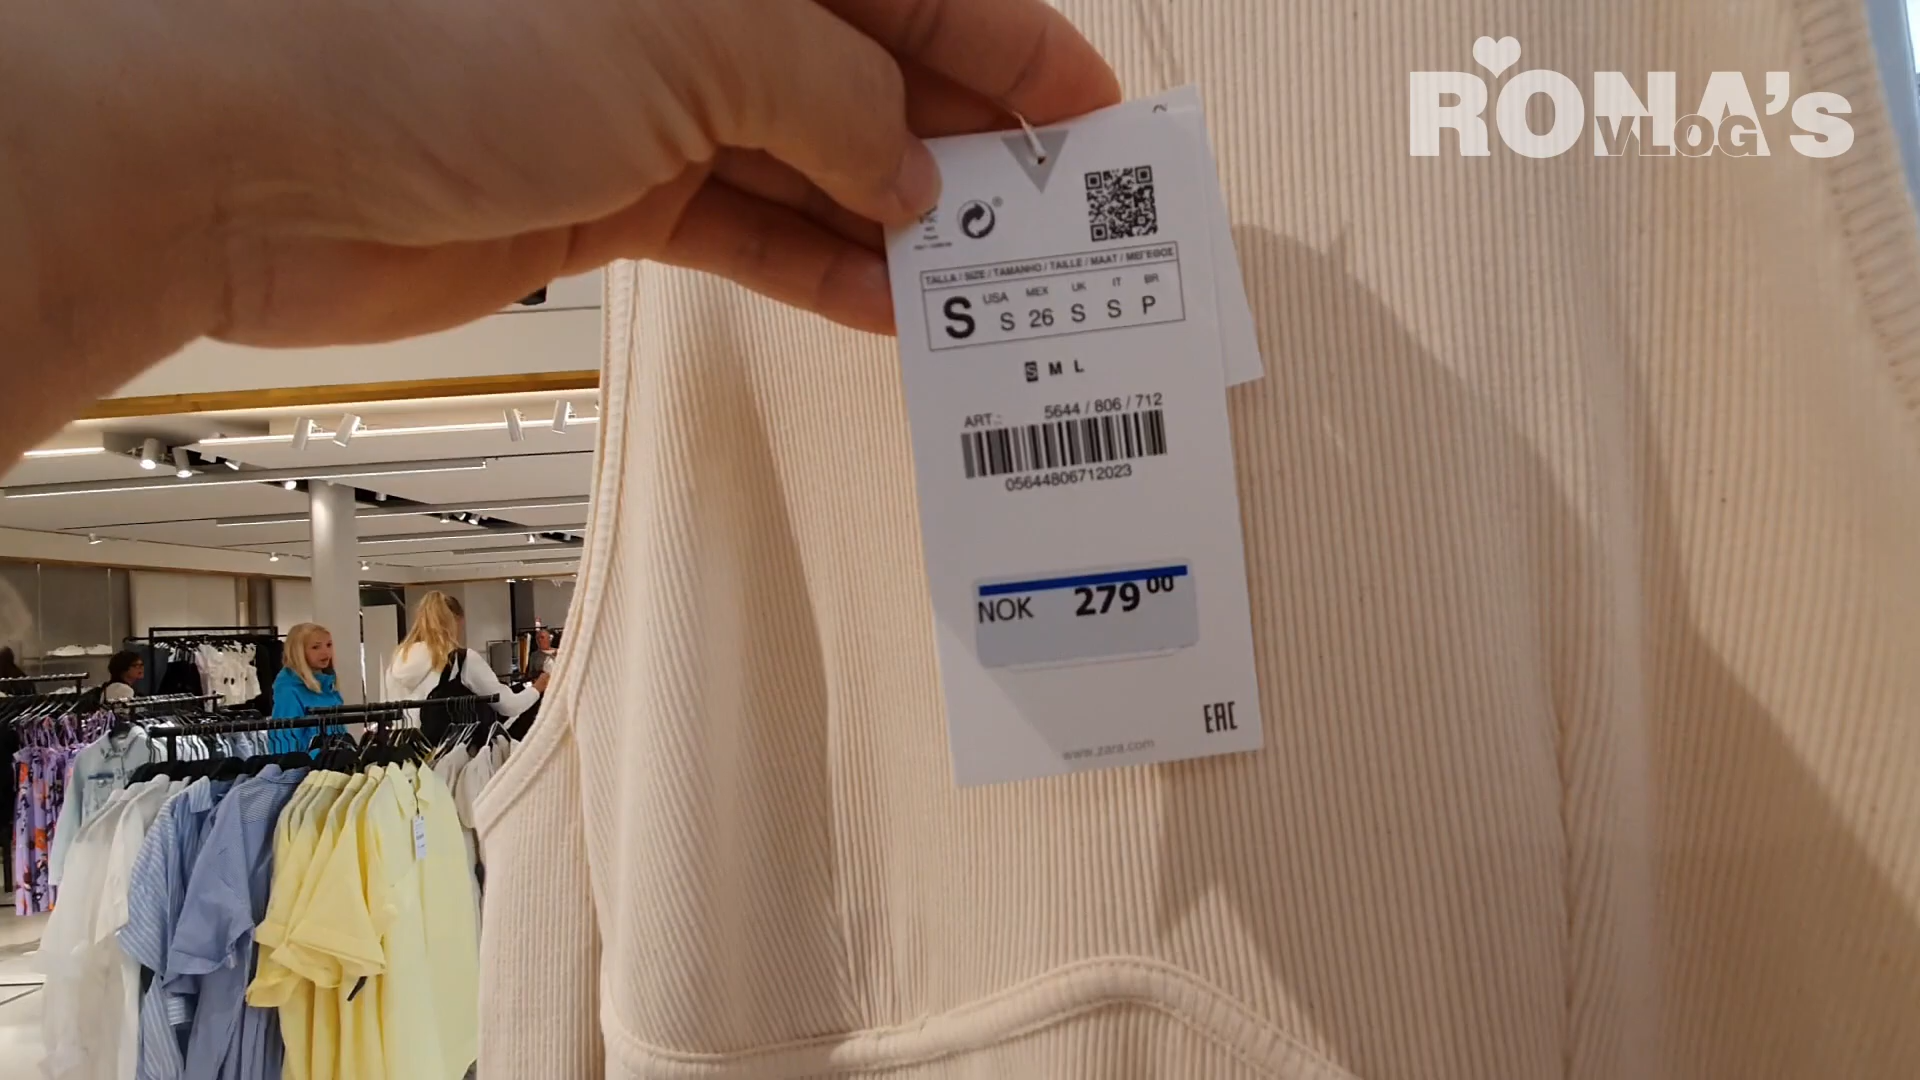 RONA's
VLOG
TALLA / SIZE / TAMANHO / TAILLE / MAAT / ΜΕΓΕΘΟΣ
USA MEX UK IT BR
S S 26 S S P
S M L
ART.: 5644 / 806 / 712
05644806712023
NOK 279 00
EAC
www.zara.com